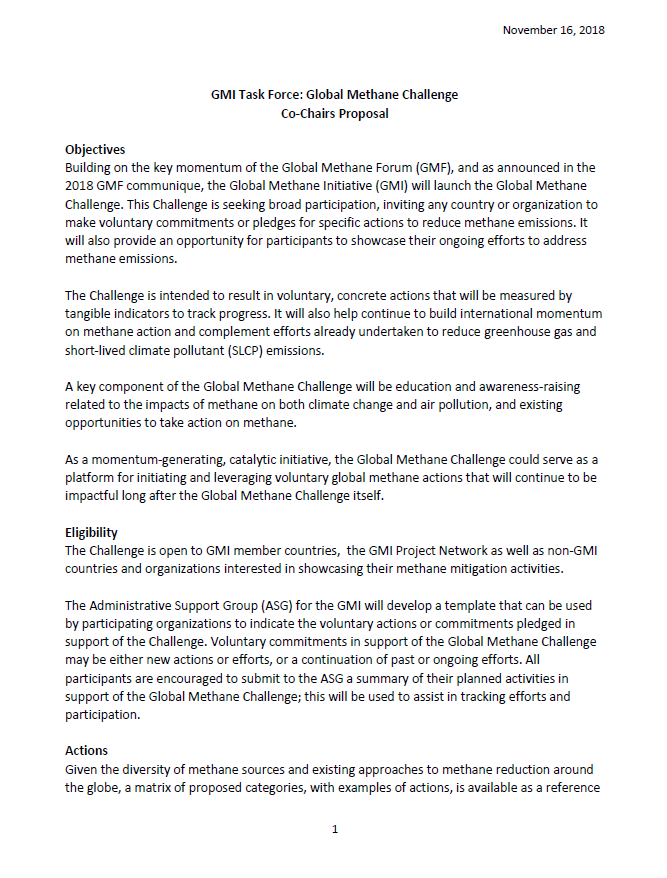 November 16, 2018
GMI Task Force: Global Methane Challenge
Co-Chairs Proposal
Objectives
Building on the key momentum of the Global Methane Forum (GMF), and as announced in the
2018 GMF communique, the Global Methane Initiative (GMI) will launch the Global Methane
Challenge. This Challenge is seeking broad participation, inviting any country or organization to
make voluntary commitments or pledges for specific actions to reduce methane emissions. It
will also provide an opportunity for participants to showcase their ongoing efforts to address
methane emissions.
The Challenge is intended to result in voluntary, concrete actions that will be measured by
tangible indicators to track progress. It will also help continue to build international momentum
on methane action and complement efforts already undertaken to reduce greenhouse gas and
short-lived climate pollutant (SLCP) emissions.
A key component of the Global Methane Challenge will be education and awareness-raising
related to the impacts of methane on both climate change and air pollution, and existing
opportunities to take action on methane.
As a momentum-generating, catalytic initiative, the Global Methane Challenge could serve as a
platform for initiating and leveraging voluntary global methane actions that will continue to be
impactful long after the Global Methane Challenge itself.
Eligibility
The Challenge is open to GMI member countries,  the GMI Project Network as well as non-GMI
countries and organizations interested in showcasing their methane mitigation activities.
The Administrative Support Group (ASG) for the GMI will develop a template that can be used
by participating organizations to indicate the voluntary actions or commitments pledged in
support of the Challenge. Voluntary commitments in support of the Global Methane Challenge
may be either new actions or efforts, or a continuation of past or ongoing efforts. All
participants are encouraged to submit to the ASG a summary of their planned activities in
support of the Global Methane Challenge; this will be used to assist in tracking efforts and
participation.
Actions
Given the diversity of methane sources and existing approaches to methane reduction around
the globe, a matrix of proposed categories, with examples of actions, is available as a reference
1